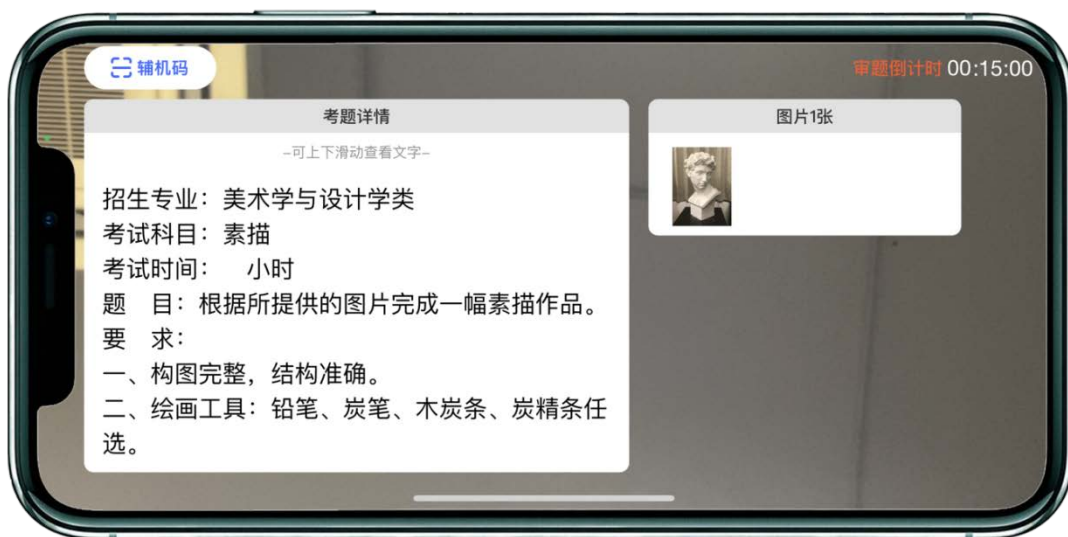 辅机码
审题倒计时 00:15:00
考题详情
–可上下滑动查看文字–
招生专业：美术学与设计学类
考试科目：素描
考试时间：　小时
题　目：根据所提供的图片完成一幅素描作品。
要　求：
一、构图完整，结构准确。
二、绘画工具：铅笔、炭笔、木炭条、炭精条任
选。
图片1张